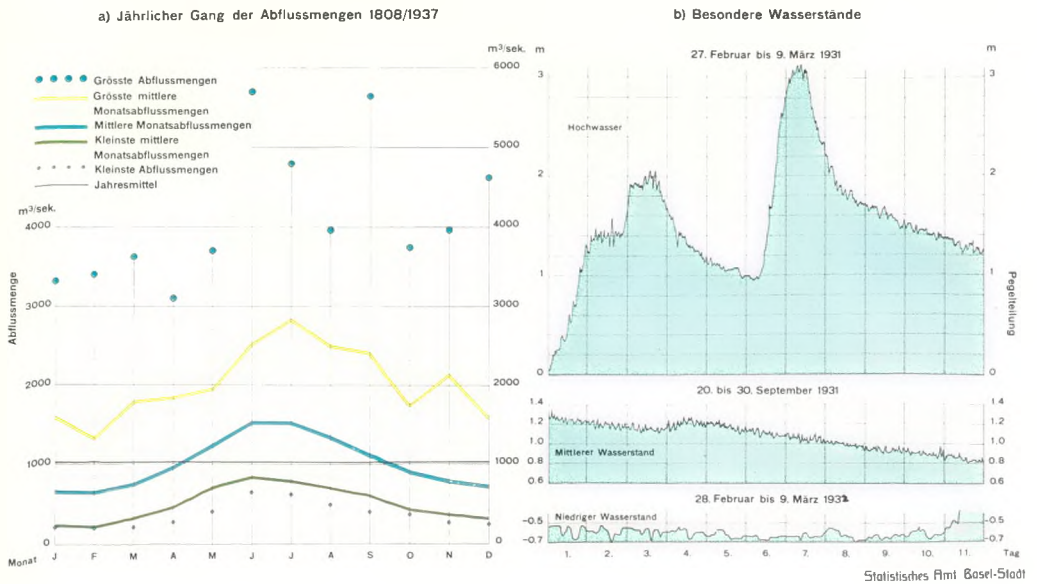 a) Jährlicher Gang der Abflussmengen 1808/1937
m³/sek.
6000
Grösste Abflussmengen
Grösste mittlere
Monatsabflussmengen
Mittlere Monatsabflussmengen
Kleinste mittlere
Monatsabflussmengen
Kleinste Abflussmengen
Jahresmittel
5000
m³/sek.
4000 4000
Abflussmenge
3000 3000
2000 2000
1000 1000
0 0
Monat J F M A M J J A S O N D
b) Besondere Wasserstände
m 27. Februar bis 9. März 1931 m
3 3
Hochwasser
2 2
1 1
Pegelteilung
0 0
20. bis 30. September 1931
1.4 1.4
1.2 1.2
1.0 1.0
Mittlerer Wasserstand
0.8 0.8
0.6 0.6
28. Februar bis 9. März 1932
Niedriger Wasserstand
-0.5 -0.5
-0.7 -0.7
1. 2. 3. 4. 5. 6. 7. 8. 9. 10. 11. Tag
Statistisches Amt Basel-Stadt